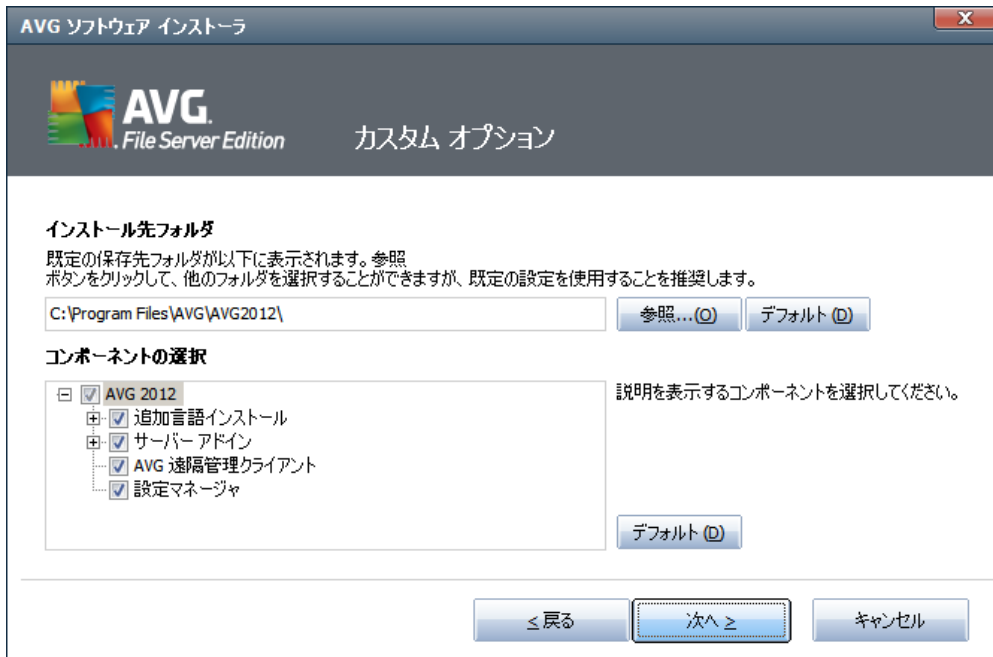 AVG ソフトウェア インストーラ
AVG.
File Server Edition
カスタム オプション
インストール先フォルダ
既定の保存先フォルダが以下に表示されます。参照
ボタンをクリックして、他のフォルダを選択することができますが、既定の設定を使用することを推奨します。
C:\Program Files\AVG\AVG2012\
参照...(O)
デフォルト (D)
コンポーネントの選択
AVG 2012
追加言語インストール
サーバー アドイン
AVG 遠隔管理クライアント
設定マネージャ
説明を表示するコンポーネントを選択してください。
デフォルト (D)
≤ 戻る
次へ ≥
キャンセル